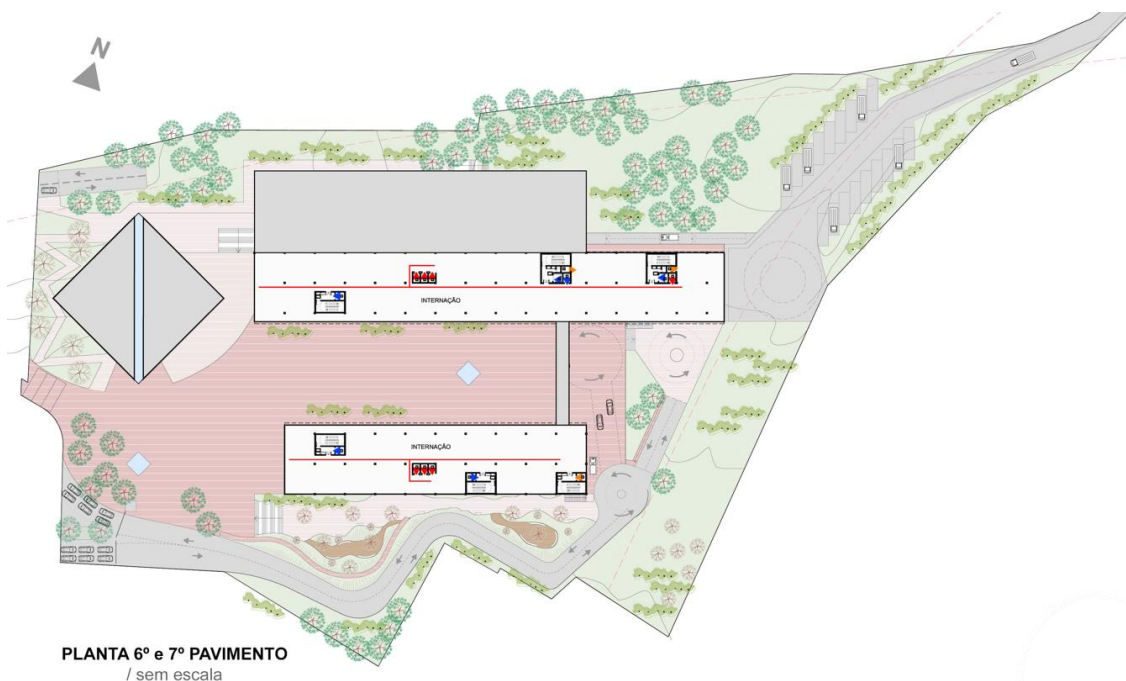 N
INTERNAÇÃO
INTERNAÇÃO
PLANTA 6º e 7º PAVIMENTO
/ sem escala